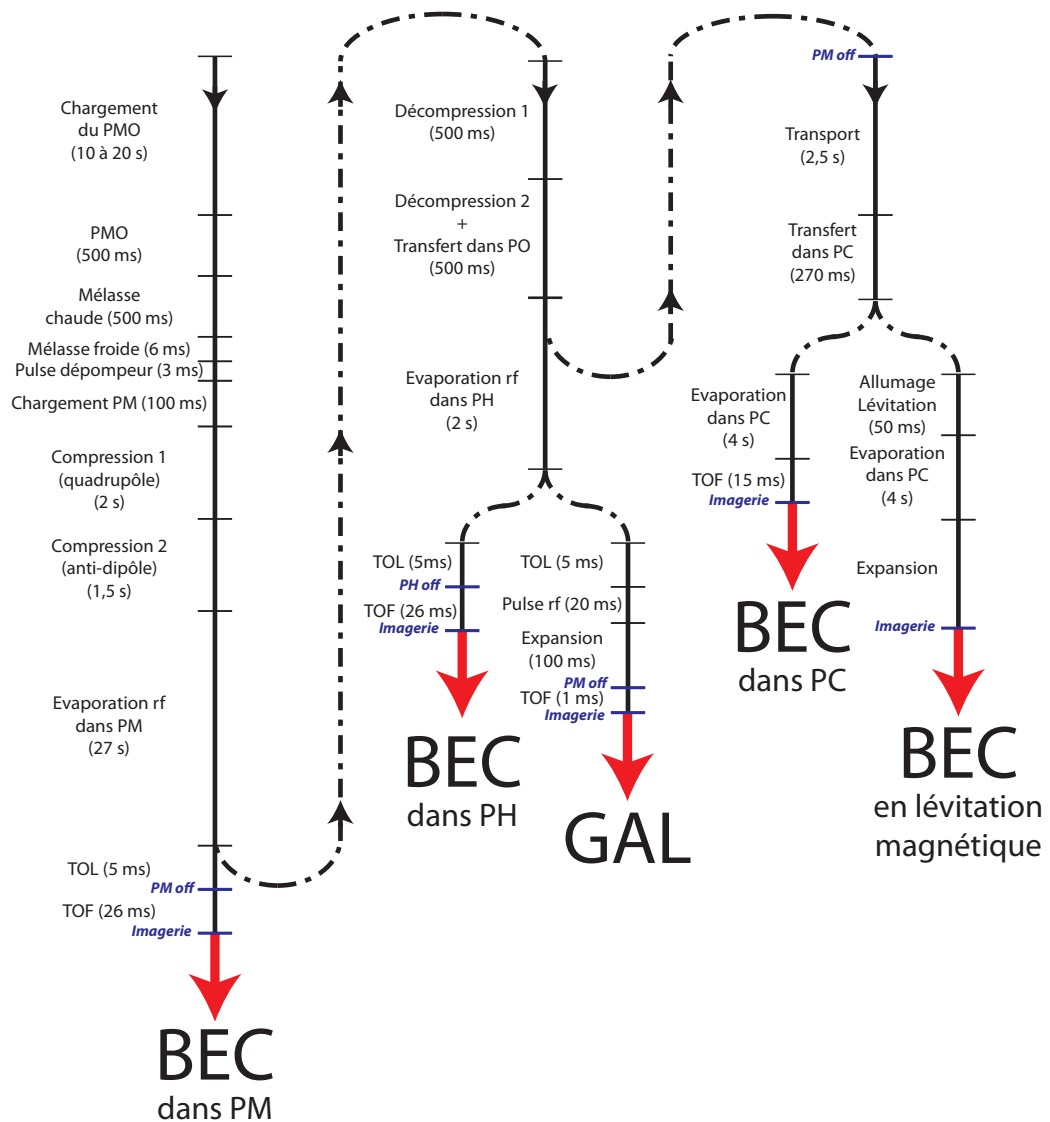 Chargement
du PMO
(10 à 20 s)
PMO
(500 ms)
Mélasse
chaude (500 ms)
Mélasse froide (6 ms)
Pulse dépompeur (3 ms)
Chargement PM (100 ms)
Compression 1
(quadrupôle)
(2 s)
Compression 2
(anti-dipôle)
(1,5 s)
Evaporation rf
dans PM
(27 s)
TOL (5 ms)
PM off
TOF (26 ms)
Imagerie
BEC
dans PM
Décompression 1
(500 ms)
Décompression 2
+
Transfert dans PO
(500 ms)
Evaporation rf
dans PH
(2 s)
TOL (5ms)
PH off
TOF (26 ms)
Imagerie
BEC
dans PH
TOL (5 ms)
Pulse rf (20 ms)
Expansion
(100 ms)
PM off
TOF (1 ms)
Imagerie
GAL
PM off
Transport
(2,5 s)
Transfert
dans PC
(270 ms)
Evaporation
dans PC
(4 s)
TOF (15 ms)
Imagerie
BEC
dans PC
Allumage
Lévitation
(50 ms)
Evaporation
dans PC
(4 s)
Expansion
Imagerie
BEC
en lévitation
magnétique